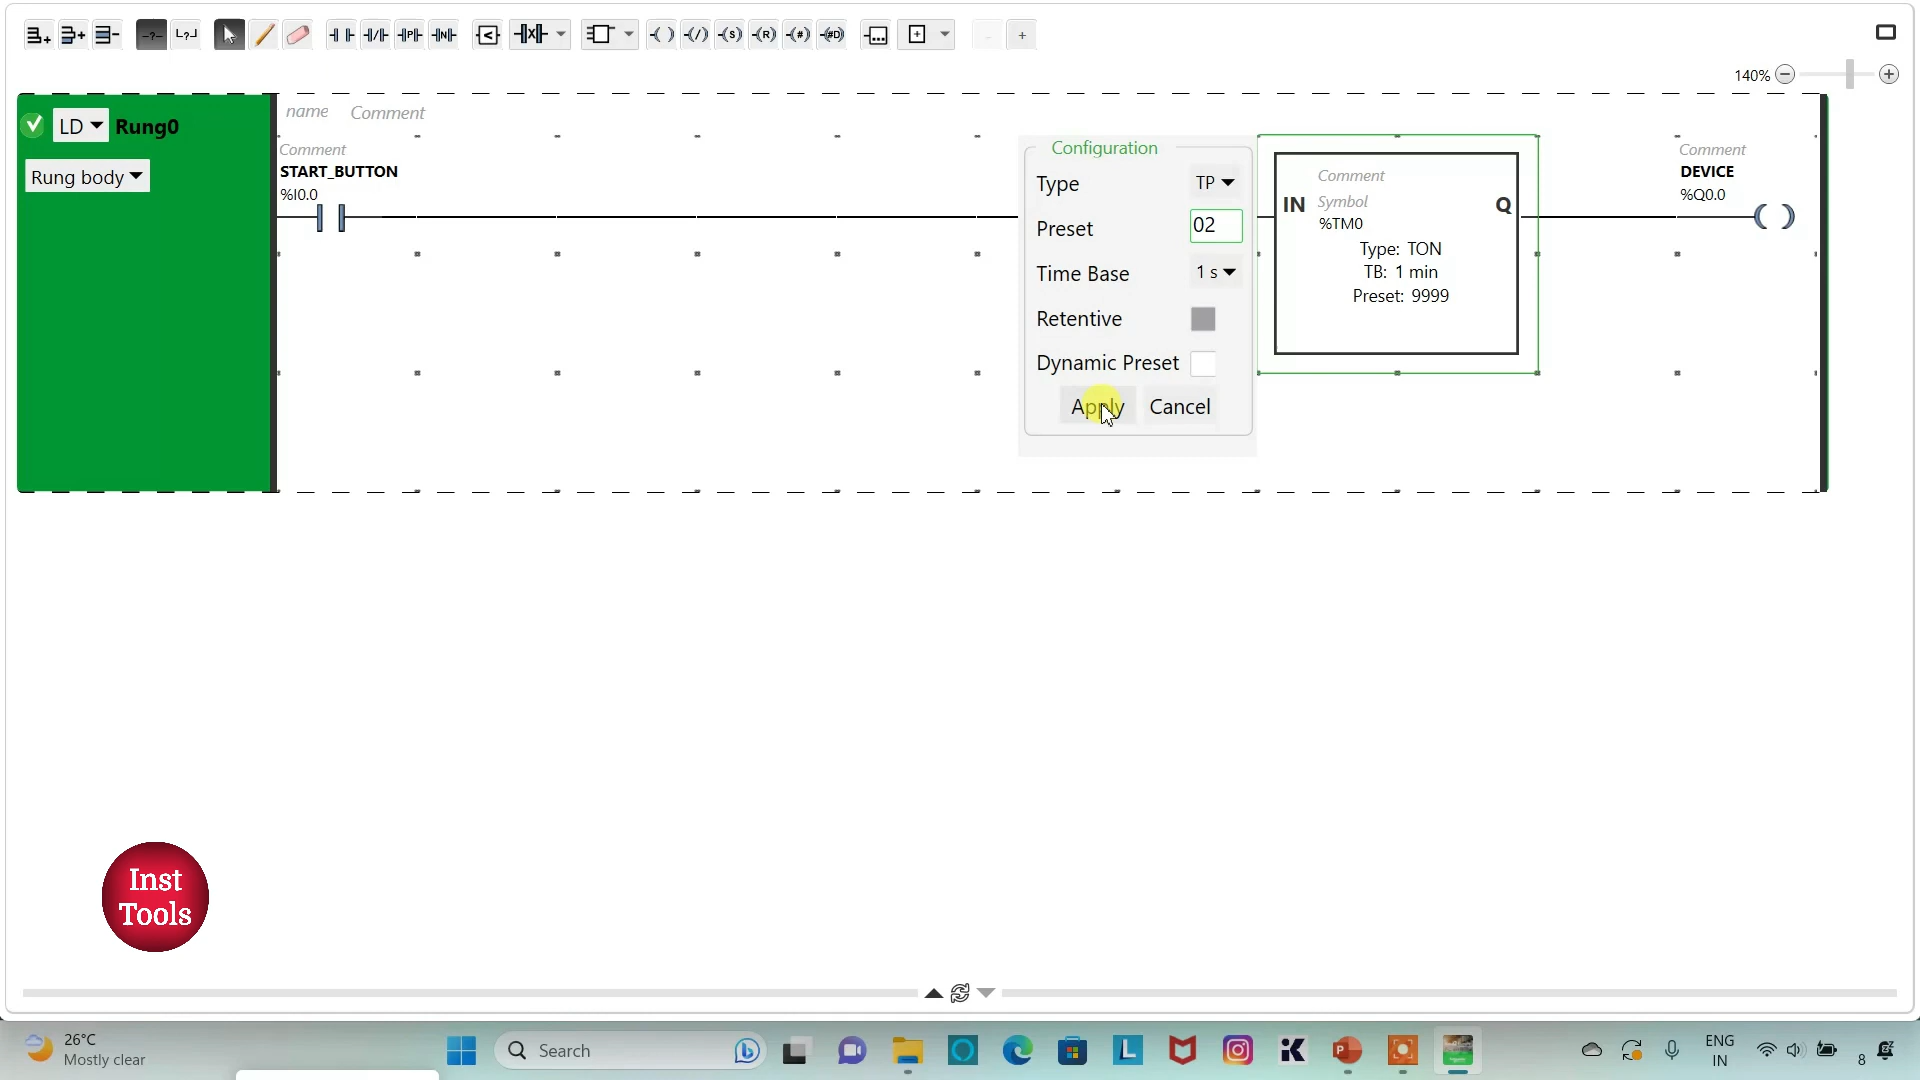 140%
LD
Rung0
Rung body
name
Comment
Comment
START_BUTTON
%I0.0
Configuration
Type
TP
Preset
02
Time Base
1 s
Retentive
Dynamic Preset
Apply
Cancel
Comment
IN
Symbol
Q
%TM0
Type: TON
TB: 1 min
Preset: 9999
Comment
DEVICE
%Q0.0
Inst
Tools
26°C
Mostly clear
Search
ENG
IN
8